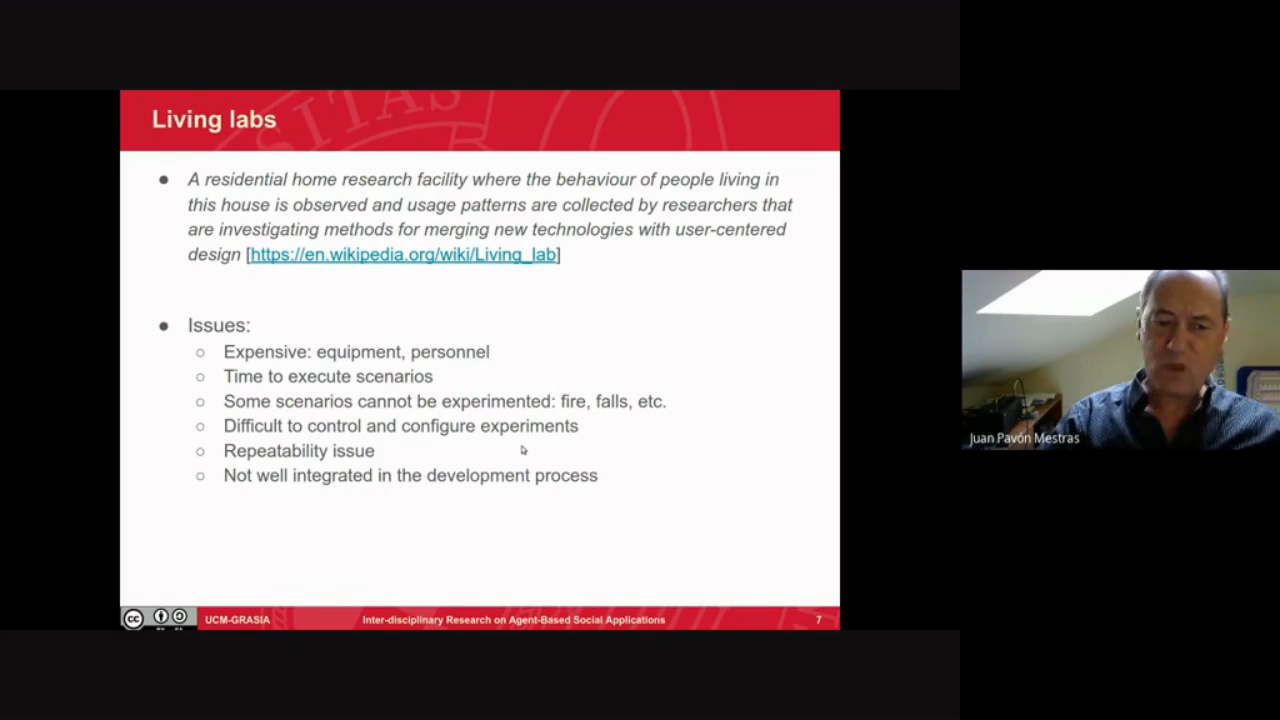 Living labs
● A residential home research facility where the behaviour of people living in
this house is observed and usage patterns are collected by researchers that
are investigating methods for merging new technologies with user-centered
design [https://en.wikipedia.org/wiki/Living_lab]
● Issues:
○ Expensive: equipment, personnel
○ Time to execute scenarios
○ Some scenarios cannot be experimented: fire, falls, etc.
○ Difficult to control and configure experiments
○ Repeatability issue
○ Not well integrated in the development process
Juan Pavón Mestras
cc
UCM-GRASIA
Inter-disciplinary Research on Agent-Based Social Applications
7